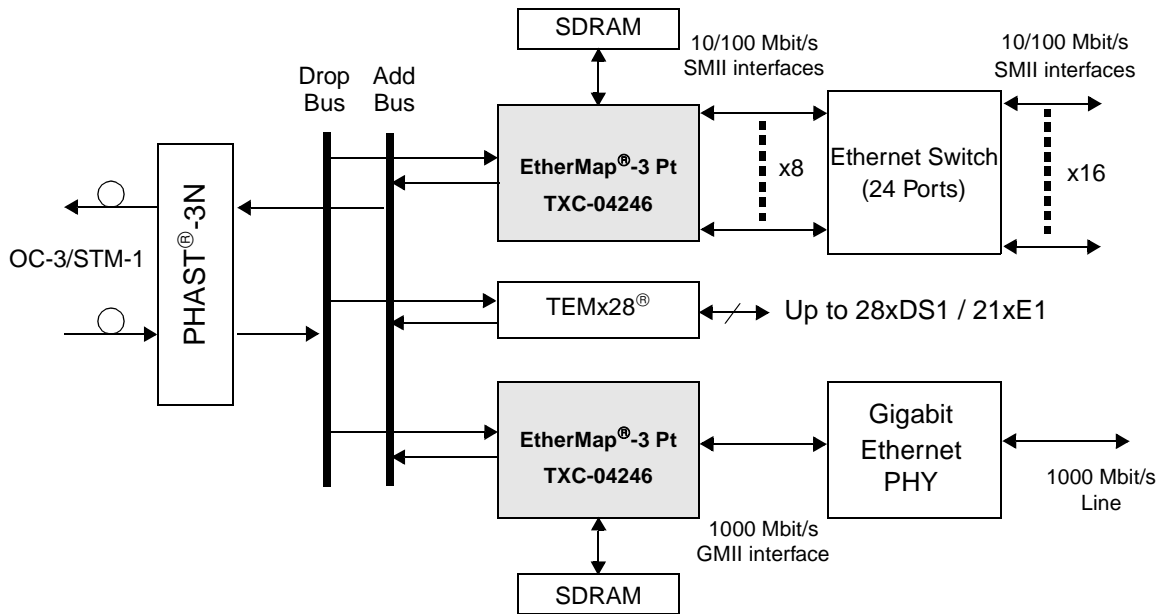 SDRAM
10/100 Mbit/s
SMII interfaces
10/100 Mbit/s
SMII interfaces
Drop
Bus
Add
Bus
EtherMap®-3 Pt
TXC-04246
x8
Ethernet Switch
(24 Ports)
x16
OC-3/STM-1
PHAST®-3N
TEMx28®
Up to 28xDS1 / 21xE1
EtherMap®-3 Pt
TXC-04246
Gigabit
Ethernet
PHY
1000 Mbit/s
Line
1000 Mbit/s
GMII interface
SDRAM